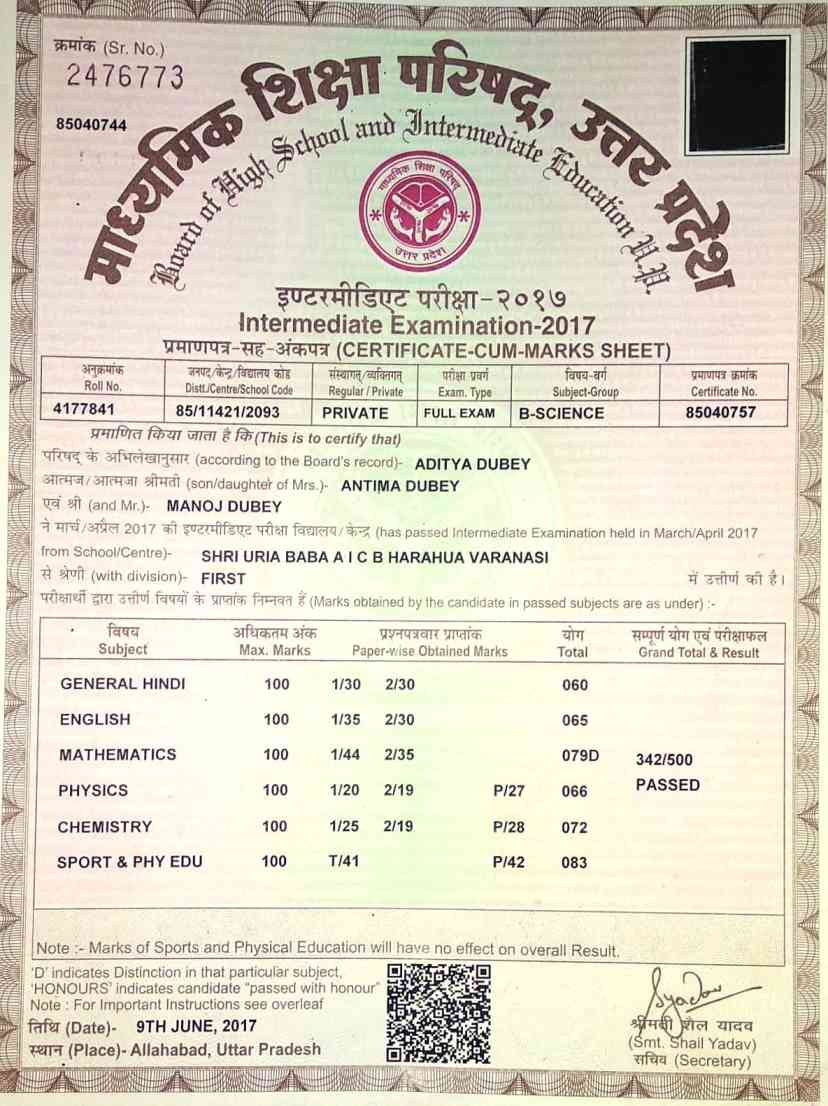 क्रमांक (Sr. No.)
2476773
85040744
माध्यमिक शिक्षा परिषद्, उत्तर प्रदेश
Board of High School and Intermediate Education U.P.
माध्यमिक शिक्षा परिषद्
उत्तर प्रदेश
इण्टरमीडिएट परीक्षा-२०१७
Intermediate Examination-2017
प्रमाणपत्र-सह-अंकपत्र (CERTIFICATE-CUM-MARKS SHEET)
अनुक्रमांक जनपद/केन्द्र/विद्यालय कोड संस्थागत्/व्यक्तिगत् परीक्षा प्रवर्ग विषय-वर्ग प्रमाणपत्र क्रमांक
Roll No. Distt./Centre/School Code Regular / Private Exam. Type Subject-Group Certificate No.
4177841 85/11421/2093 PRIVATE FULL EXAM B-SCIENCE 85040757
प्रमाणित किया जाता है कि (This is to certify that)
परिषद् के अभिलेखानुसार (according to the Board's record)- ADITYA DUBEY
आत्मज/आत्मजा श्रीमती (son/daughter of Mrs.)- ANTIMA DUBEY
एवं श्री (and Mr.)- MANOJ DUBEY
ने मार्च/अप्रैल 2017 की इण्टरमीडिएट परीक्षा विद्यालय/केन्द्र (has passed Intermediate Examination held in March/April 2017
from School/Centre)- SHRI URIA BABA A I C B HARAHUA VARANASI
से श्रेणी (with division)- FIRST में उत्तीर्ण की है।
परीक्षार्थी द्वारा उत्तीर्ण विषयों के प्राप्तांक निम्नवत हैं (Marks obtained by the candidate in passed subjects are as under) :-
विषय अधिकतम अंक प्रश्नपत्रवार प्राप्तांक योग सम्पूर्ण योग एवं परीक्षाफल
Subject Max. Marks Paper-wise Obtained Marks Total Grand Total & Result
GENERAL HINDI 100 1/30 2/30 060
ENGLISH 100 1/35 2/30 065
MATHEMATICS 100 1/44 2/35 079D 342/500
PHYSICS 100 1/20 2/19 P/27 066 PASSED
CHEMISTRY 100 1/25 2/19 P/28 072
SPORT & PHY EDU 100 T/41 P/42 083
Note :- Marks of Sports and Physical Education will have no effect on overall Result.
'D' indicates Distinction in that particular subject,
'HONOURS' indicates candidate "passed with honour"
Note : For Important Instructions see overleaf
तिथि (Date)- 9TH JUNE, 2017
स्थान (Place)- Allahabad, Uttar Pradesh
Syadav
श्रीमती शैल यादव
(Smt. Shail Yadav)
सचिव (Secretary)